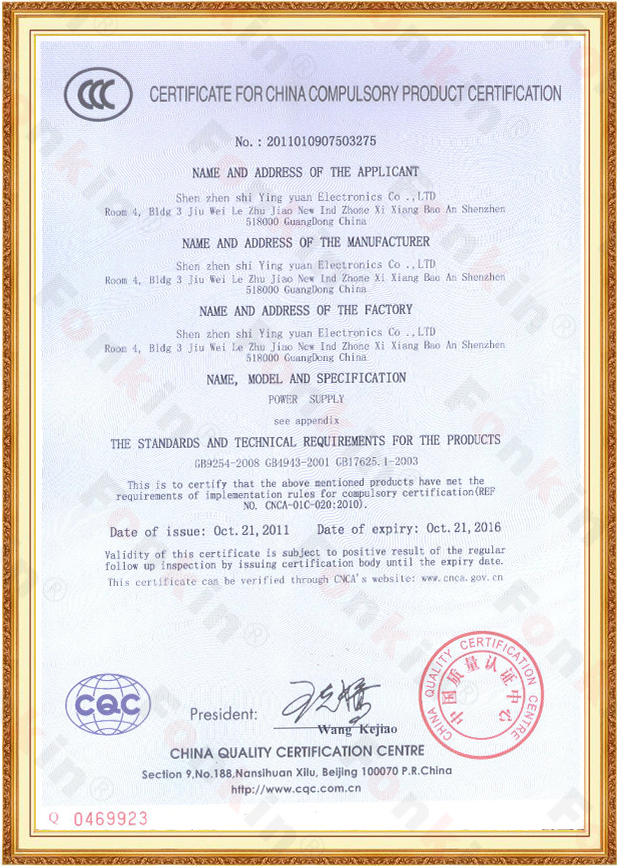 CCC
CERTIFICATE FOR CHINA COMPULSORY PRODUCT CERTIFICATION
No. : 2011010907503275
NAME AND ADDRESS OF THE APPLICANT
Shen zhen shi Ying yuan Electronics Co .,LTD
Room 4, Bldg 3 Jiu Wei Le Zhu Jiao New Ind Zhone Xi Xiang Bao An Shenzhen
518000 GuangDong China
NAME AND ADDRESS OF THE MANUFACTURER
Shen zhen shi Ying yuan Electronics Co .,LTD
Room 4, Bldg 3 Jiu Wei Le Zhu Jiao New Ind Zhone Xi Xiang Bao An Shenzhen
518000 GuangDong China
NAME AND ADDRESS OF THE FACTORY
Shen zhen shi Ying yuan Electronics Co .,LTD
Room 4, Bldg 3 Jiu Wei Le Zhu Jiao New Ind Zhone Xi Xiang Bao An Shenzhen
518000 GuangDong China
NAME, MODEL AND SPECIFICATION
POWER SUPPLY
see appendix
THE STANDARDS AND TECHNICAL REQUIREMENTS FOR THE PRODUCTS
GB9254-2008 GB4943-2001 GB17625.1-2003
This is to certify that the above mentioned products have met the
requirements of implementation rules for compulsory certification(REF
NO. CNCA-01C-020:2010).
Date of issue: Oct.21,2011 Date of expiry: Oct.21,2016
Validity of this certificate is subject to positive result of the regular
follow up inspection by issuing certification body until the expiry date.
This certificate can be verified through CNCA's website: www.cnca.gov.cn
CHINA QUALITY CERTIFICATION CENTRE
中国质量认证中心
CQC
President:
Wang Kejiao
CHINA QUALITY CERTIFICATION CENTRE
Section 9,No.188,Nansihuan Xilu, Beijing 100070 P.R.China
http://www.cqc.com.cn
Q 0469923
Fonkin®